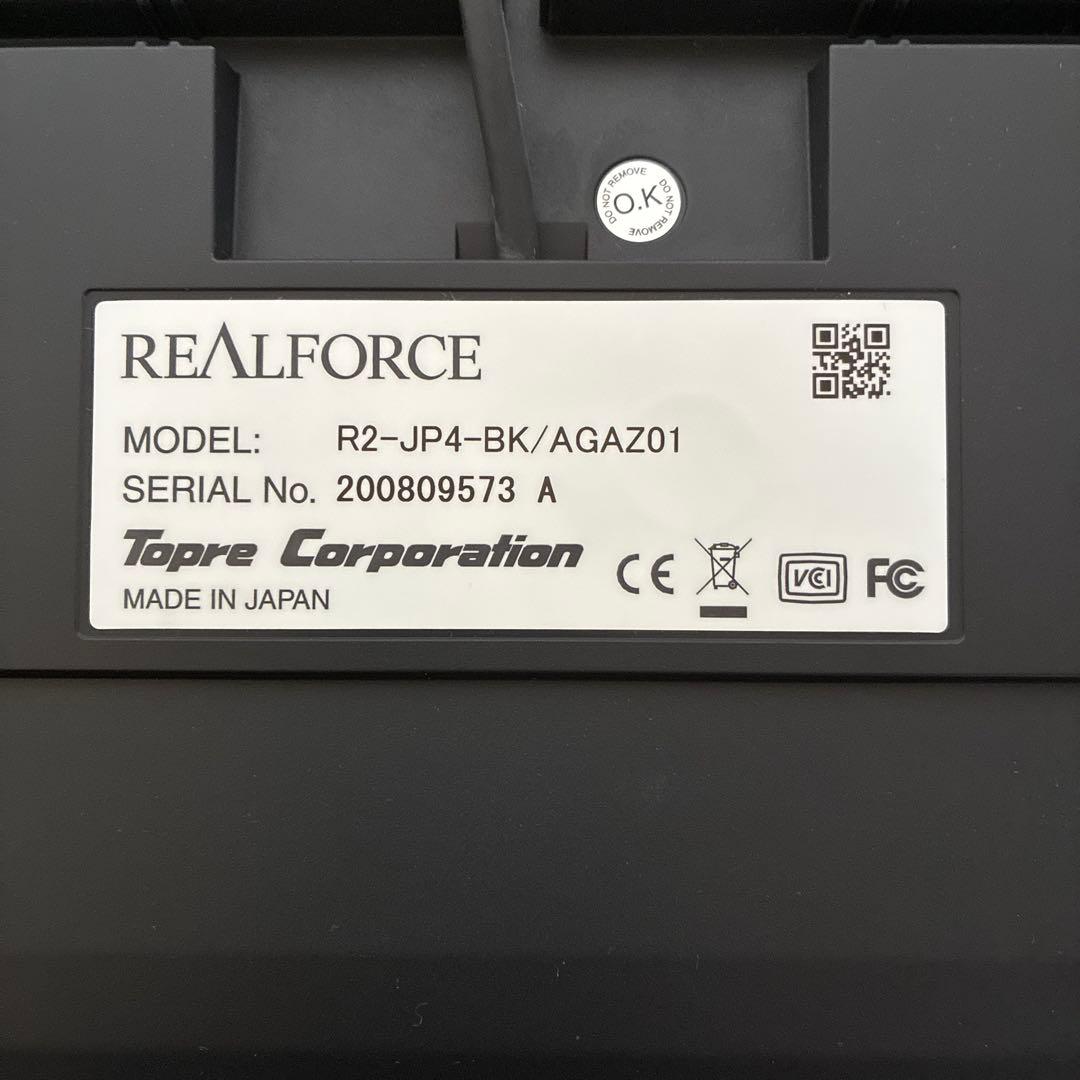 DO NOT REMOVE
O.K
DO NOT REMOVE
REALFORCE
MODEL: R2-JP4-BK/AGAZ01
SERIAL No. 200809573 A
Topre Corporation
MADE IN JAPAN
CE
VCI
FC